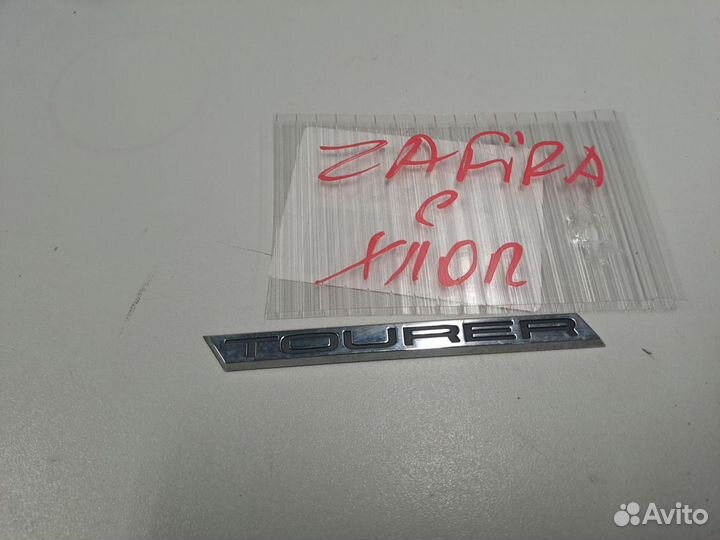 ZAFIRA
C
X110R
TOURER
Avito